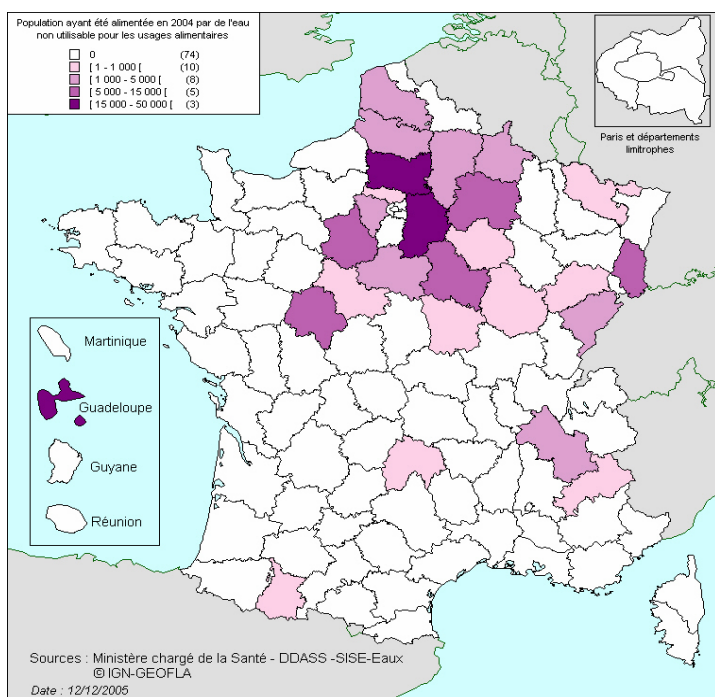 Population ayant été alimentée en 2004 par de l'eau
non utilisable pour les usages alimentaires
0 (74)
[ 1 - 1 000 [ (10)
[ 1 000 - 5 000 [ (8)
[ 5 000 - 15 000 [ (5)
[ 15 000 - 50 000 [ (3)
Paris et départements
limitrophes
Martinique
Guadeloupe
Guyane
Réunion
Sources : Ministère chargé de la Santé - DDASS -SISE-Eaux
© IGN-GEOFLA
Date : 12/12/2005